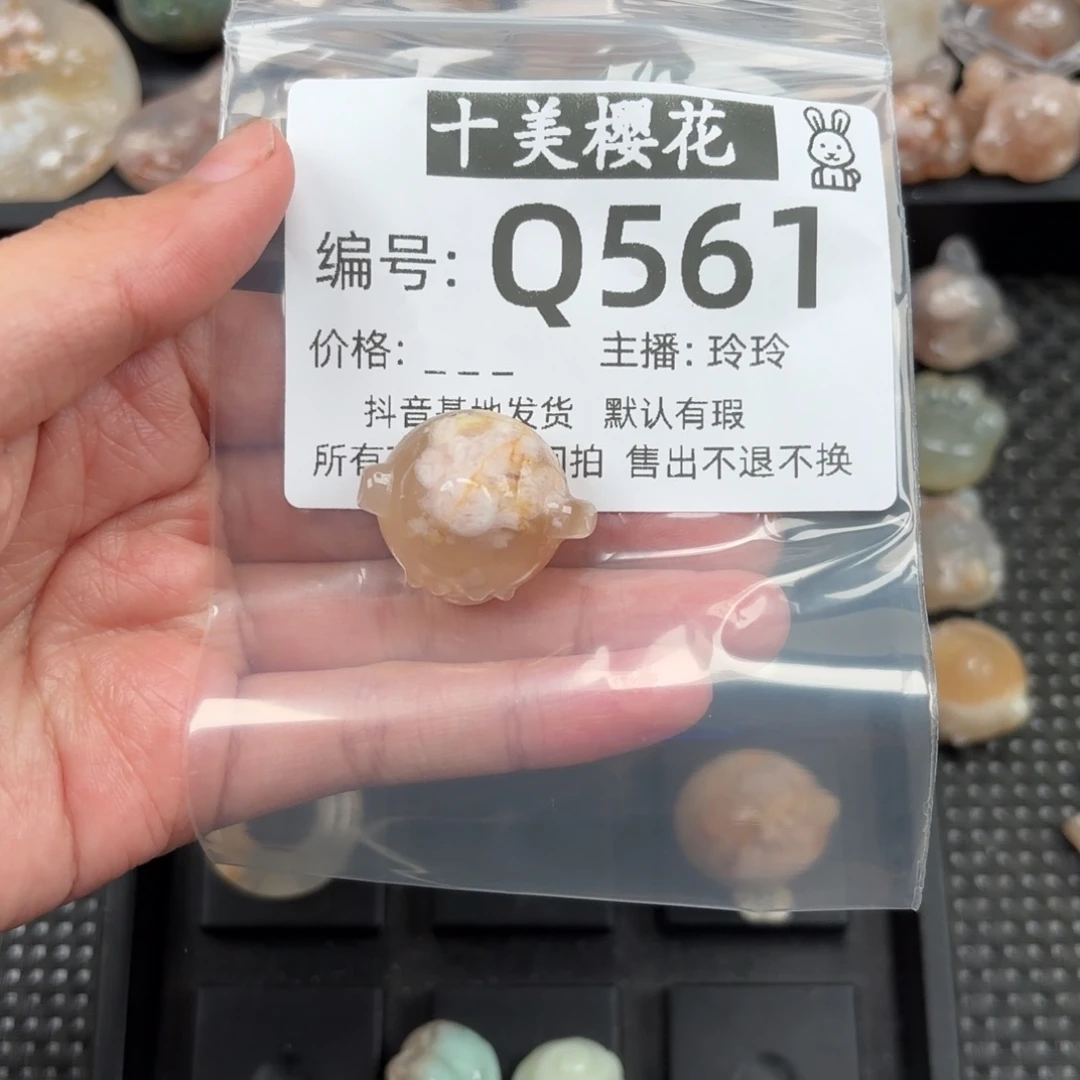 十美樱花
编号: Q561
价格: _ _ _ 主播: 玲玲
抖音基地发货 默认有瑕
所有 拍 售出不退不换